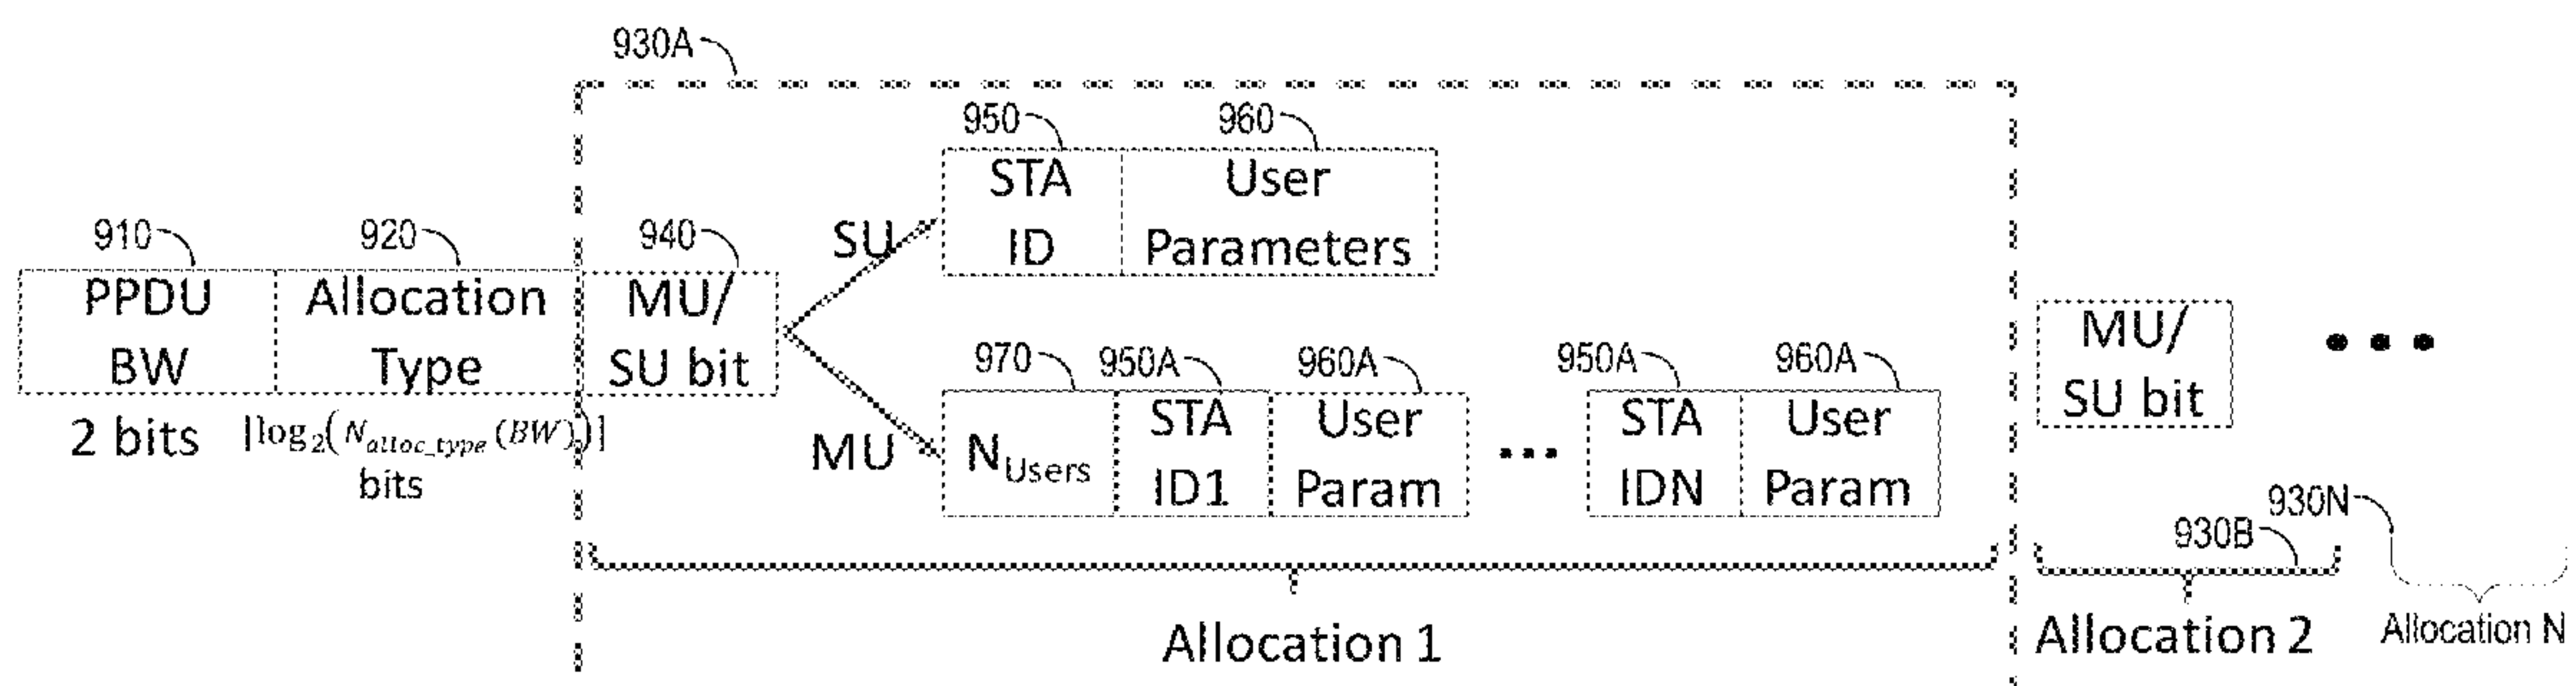 930A
950 960
STA ID User Parameters
910 920 940
SU
PPDU BW Allocation Type MU/ SU bit
2 bits ⌈log₂(N_alloc_type (BW))⌉ bits
MU
970 950A 960A 950A 960A
N_Users STA ID1 User Param ... STA IDN User Param
MU/ SU bit ...
930N
930B
Allocation 1 Allocation 2 Allocation N